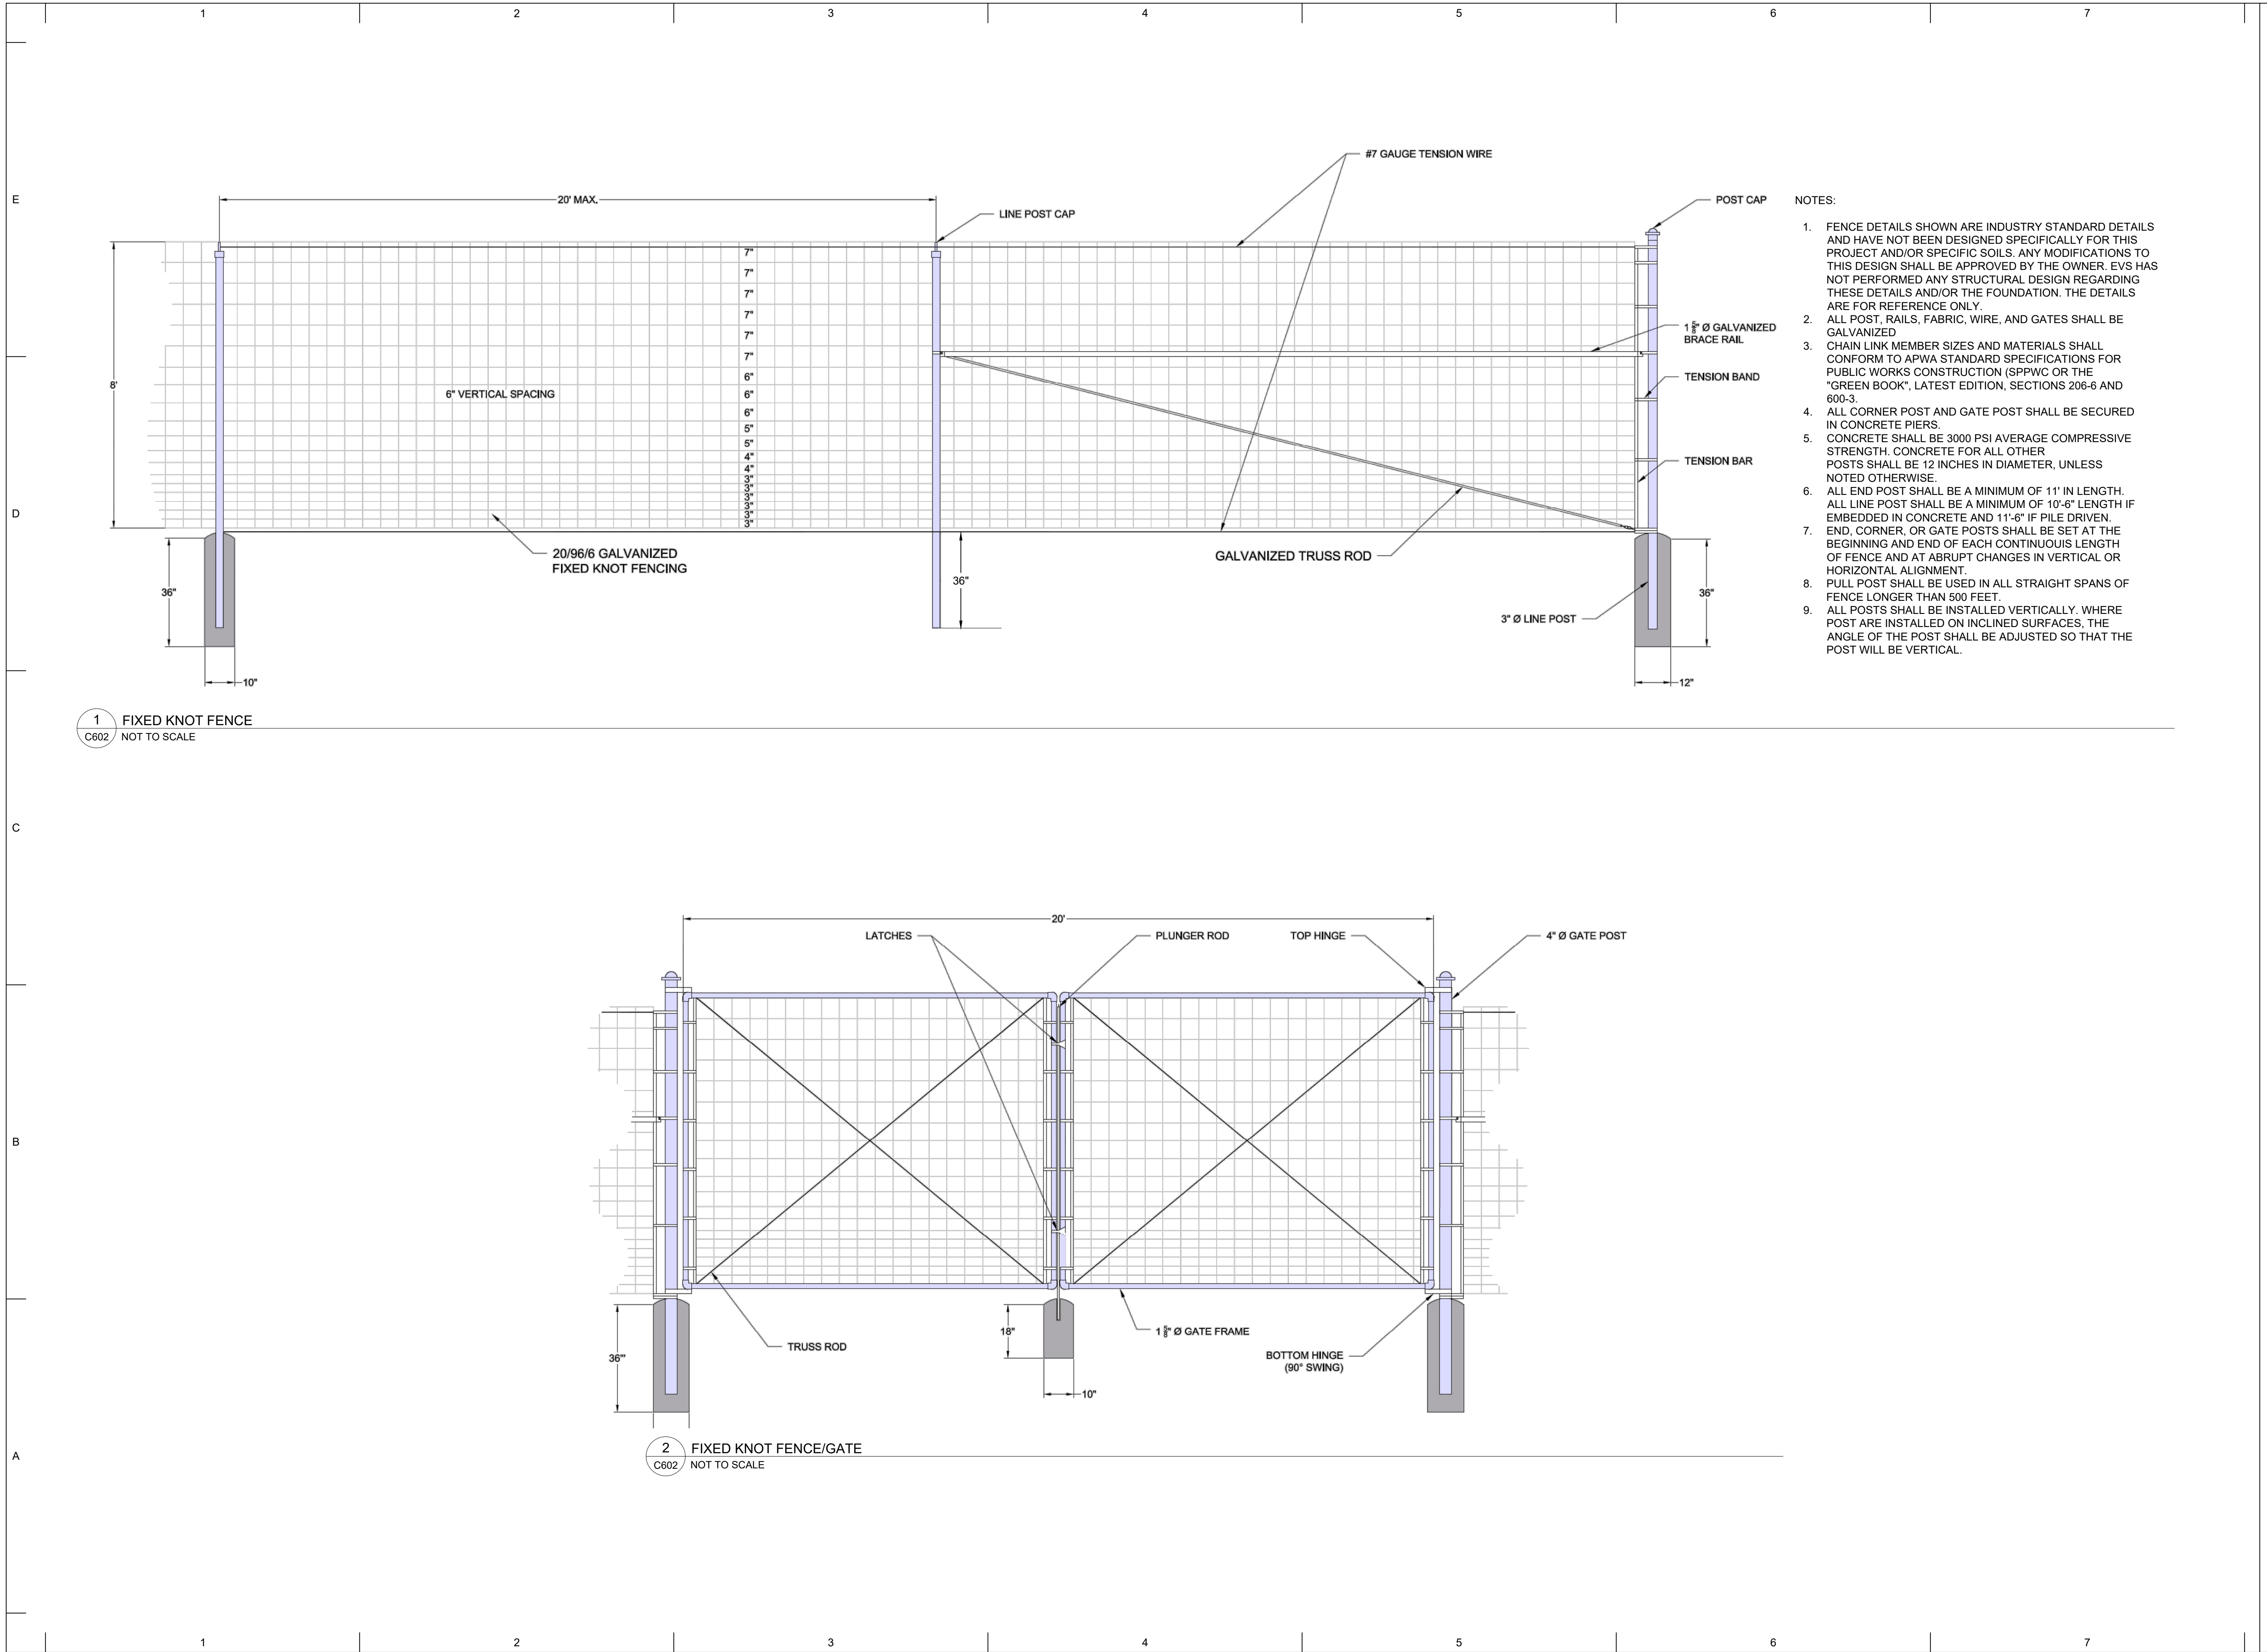 1 2 3 4 5 6 7
E
D
C
B
A
#7 GAUGE TENSION WIRE
20' MAX.
LINE POST CAP
POST CAP
8'
7"
7"
7"
7"
7"
7"
6"
6"
6"
5"
5"
4"
4"
3"
3"
3"
3"
3"
3"
6" VERTICAL SPACING
1 5/8" Ø GALVANIZED
BRACE RAIL
TENSION BAND
TENSION BAR
20/96/6 GALVANIZED
FIXED KNOT FENCING
GALVANIZED TRUSS ROD
36"
36"
36"
3" Ø LINE POST
10"
12"
NOTES:
1. FENCE DETAILS SHOWN ARE INDUSTRY STANDARD DETAILS
AND HAVE NOT BEEN DESIGNED SPECIFICALLY FOR THIS
PROJECT AND/OR SPECIFIC SOILS. ANY MODIFICATIONS TO
THIS DESIGN SHALL BE APPROVED BY THE OWNER. EVS HAS
NOT PERFORMED ANY STRUCTURAL DESIGN REGARDING
THESE DETAILS AND/OR THE FOUNDATION. THE DETAILS
ARE FOR REFERENCE ONLY.
2. ALL POST, RAILS, FABRIC, WIRE, AND GATES SHALL BE
GALVANIZED
3. CHAIN LINK MEMBER SIZES AND MATERIALS SHALL
CONFORM TO APWA STANDARD SPECIFICATIONS FOR
PUBLIC WORKS CONSTRUCTION (SPPWC OR THE
"GREEN BOOK", LATEST EDITION, SECTIONS 206-6 AND
600-3.
4. ALL CORNER POST AND GATE POST SHALL BE SECURED
IN CONCRETE PIERS.
5. CONCRETE SHALL BE 3000 PSI AVERAGE COMPRESSIVE
STRENGTH. CONCRETE FOR ALL OTHER
POSTS SHALL BE 12 INCHES IN DIAMETER, UNLESS
NOTED OTHERWISE.
6. ALL END POST SHALL BE A MINIMUM OF 11' IN LENGTH.
ALL LINE POST SHALL BE A MINIMUM OF 10'-6" LENGTH IF
EMBEDDED IN CONCRETE AND 11'-6" IF PILE DRIVEN.
7. END, CORNER, OR GATE POSTS SHALL BE SET AT THE
BEGINNING AND END OF EACH CONTINUOUIS LENGTH
OF FENCE AND AT ABRUPT CHANGES IN VERTICAL OR
HORIZONTAL ALIGNMENT.
8. PULL POST SHALL BE USED IN ALL STRAIGHT SPANS OF
FENCE LONGER THAN 500 FEET.
9. ALL POSTS SHALL BE INSTALLED VERTICALLY. WHERE
POST ARE INSTALLED ON INCLINED SURFACES, THE
ANGLE OF THE POST SHALL BE ADJUSTED SO THAT THE
POST WILL BE VERTICAL.
1 FIXED KNOT FENCE
C602 NOT TO SCALE
20'
LATCHES
PLUNGER ROD
TOP HINGE
4" Ø GATE POST
18"
1 5/8" Ø GATE FRAME
TRUSS ROD
36'"
BOTTOM HINGE
(90° SWING)
10"
2 FIXED KNOT FENCE/GATE
C602 NOT TO SCALE
1 2 3 4 5 6 7